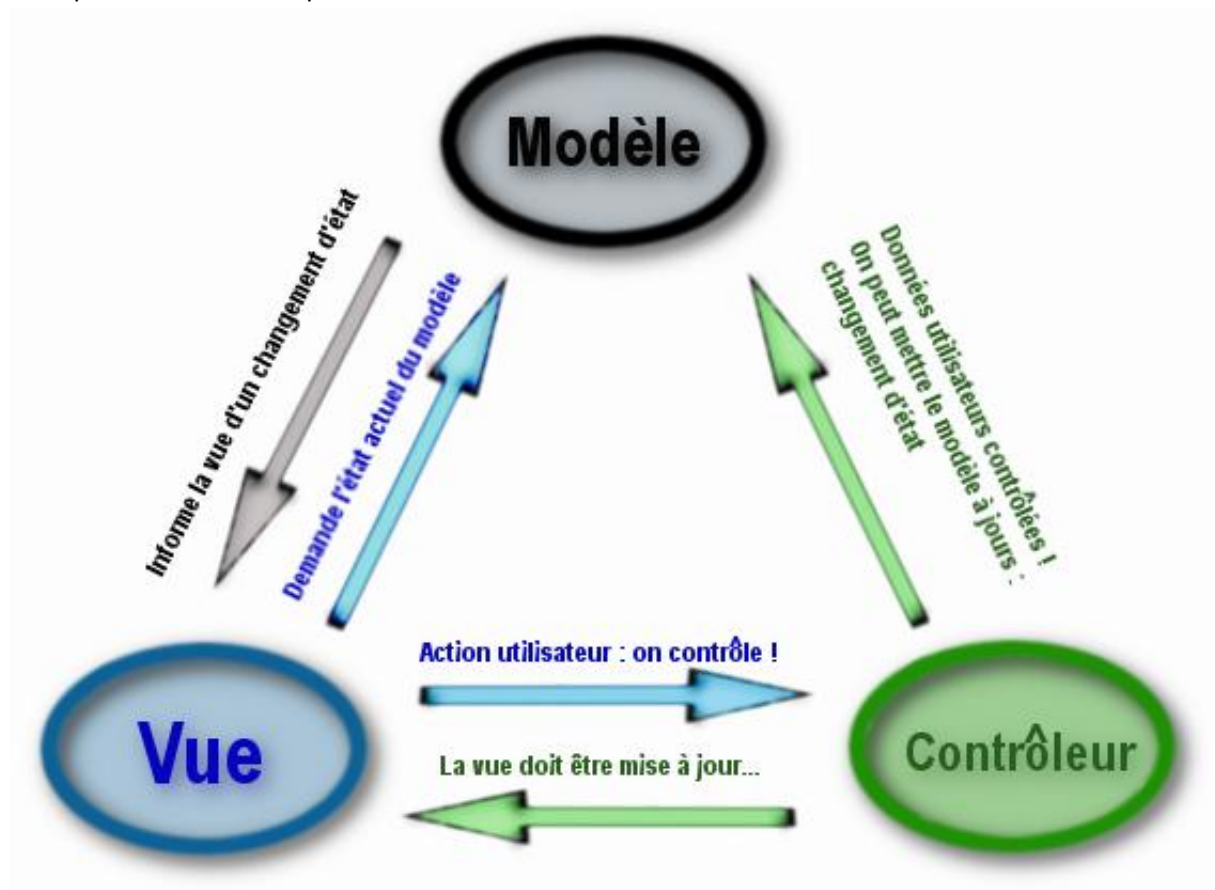 Modèle
Informe la vue d'un changement d'état
Demande l'état actuel du modèle
Données utilisateurs contrôlées !
On peut mettre le modèle à jours :
changement d'état
Action utilisateur : on contrôle !
Vue
La vue doit être mise à jour...
Contrôleur